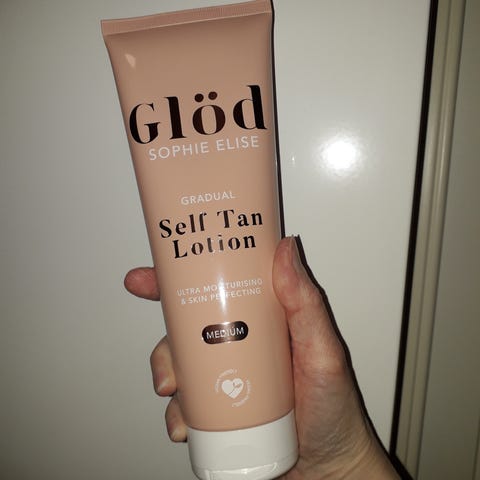 Glöd
SOPHIE ELISE
GRADUAL
Self Tan
Lotion
ULTRA MOISTURISING
& SKIN PERFECTING
MEDIUM